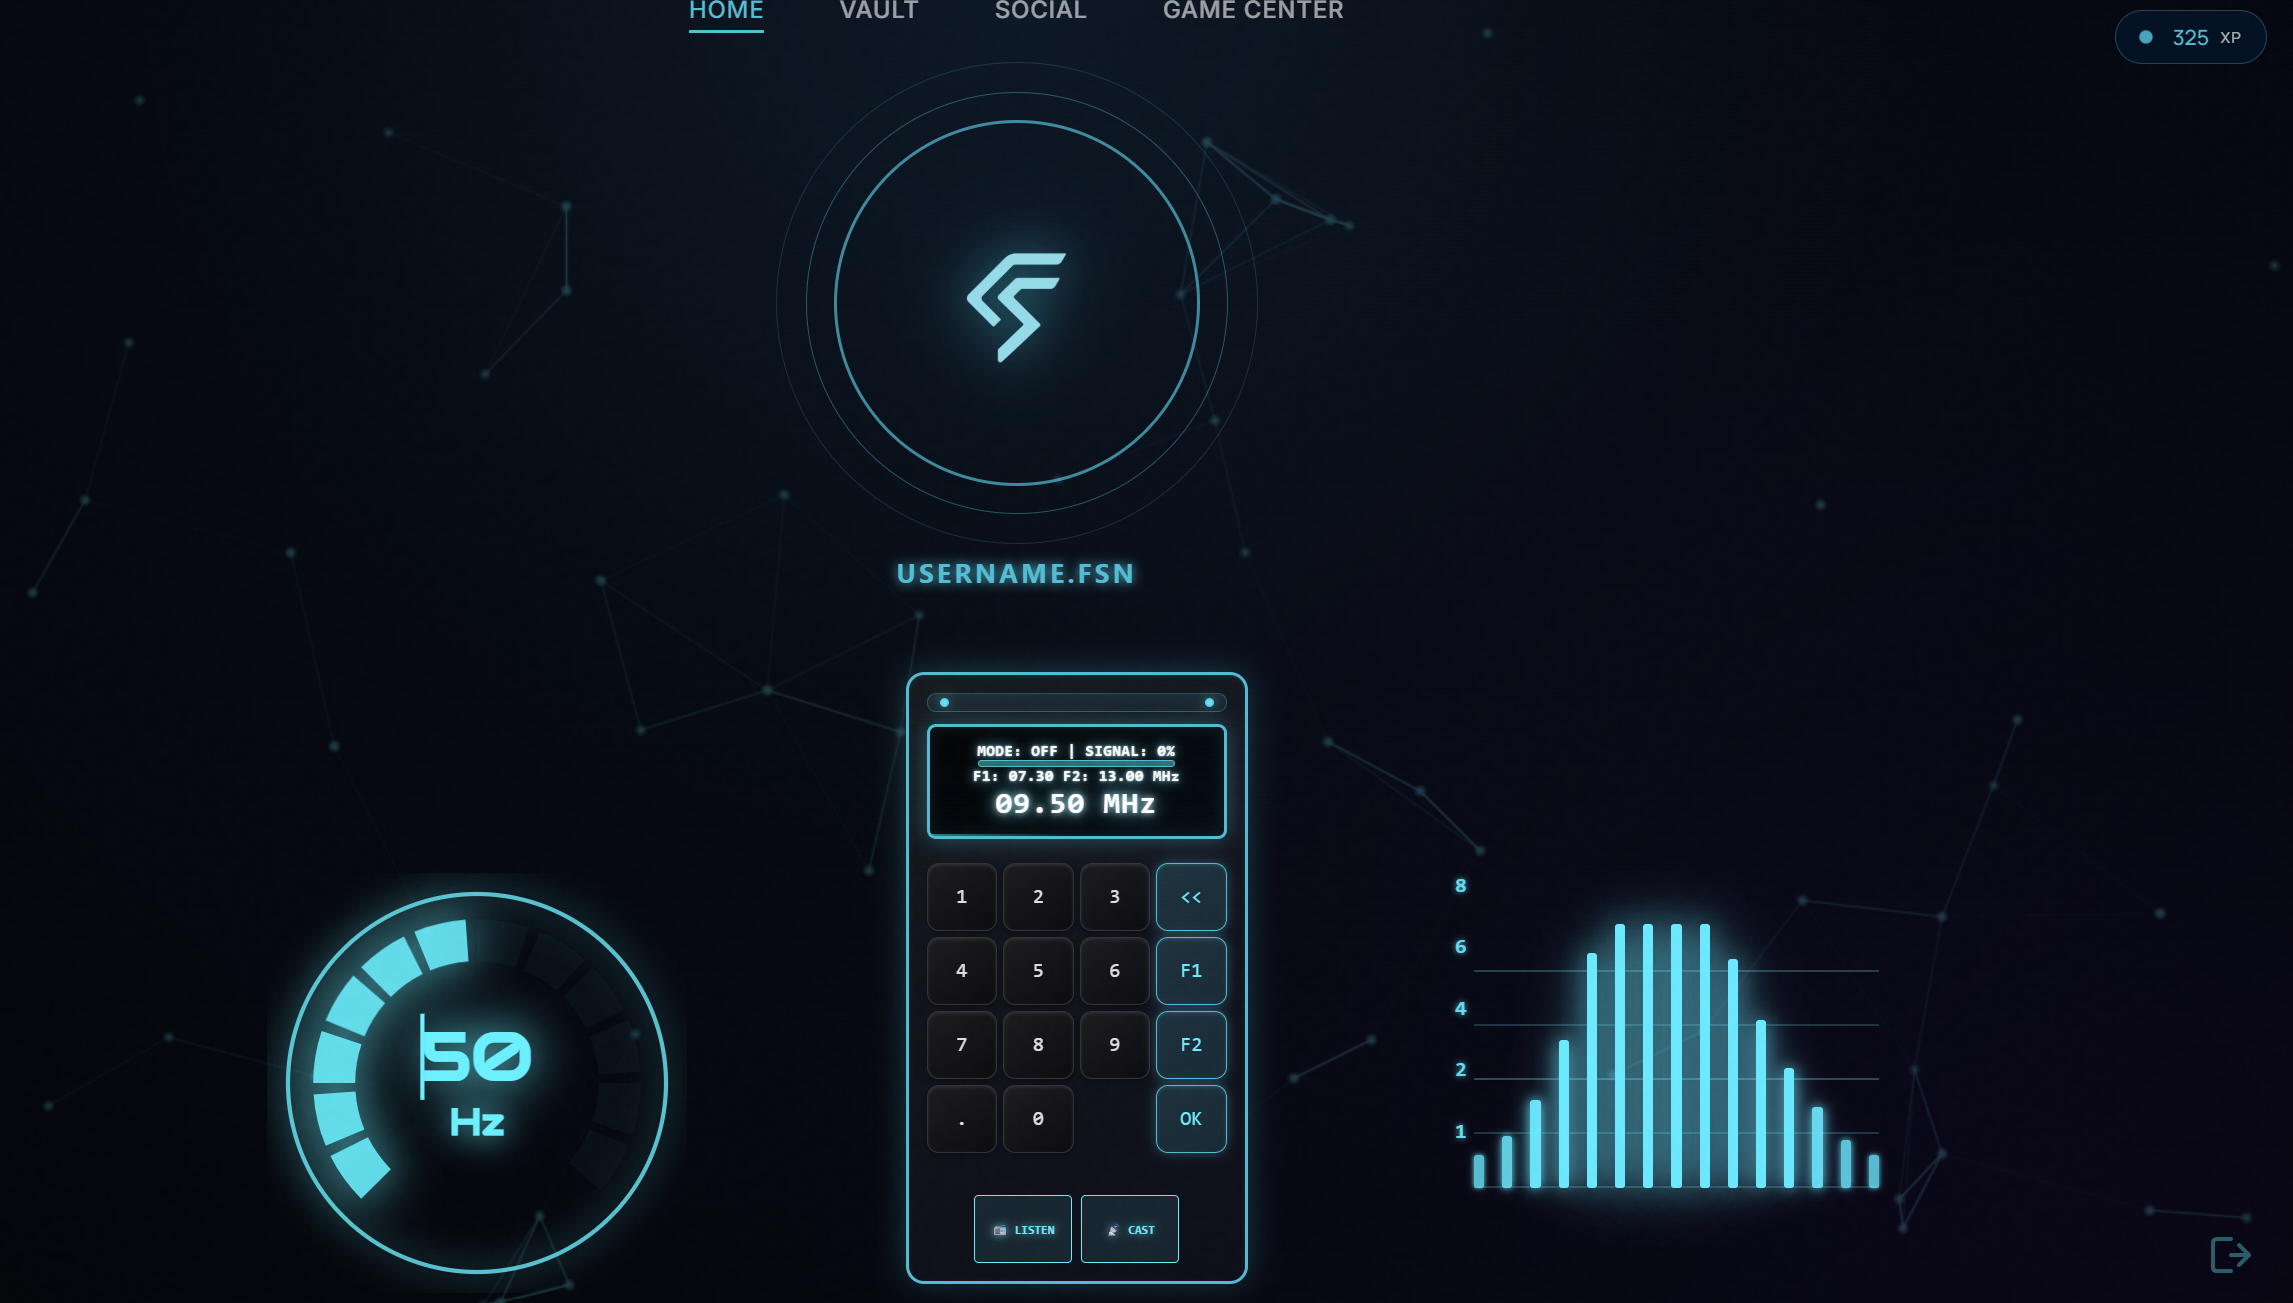 HOME VAULT SOCIAL GAME CENTER
325 XP
USERNAME.FSN
MODE: OFF | SIGNAL: 0%
F1: 07.30 F2: 13.00 MHz
09.50 MHz
1 2 3 <<
4 5 6 F1
7 8 9 F2
. 0 OK
LISTEN CAST
50
Hz
8
6
4
2
1